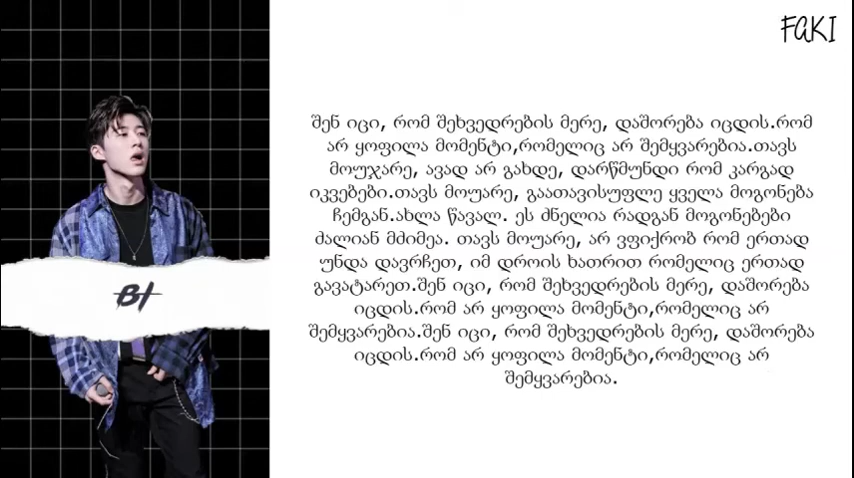 FAKI
შენ იცი, რომ შეხვედრების მერე, დაშორება იცდის.რომ
არ ყოფილა მომენტი,რომელიც არ შემყვარებია.თავს
მოუჯარე, ავად არ გახდე, დარწმუნდი რომ კარგად
იკვებები.თავს მოუარე, გაათავისუფლე ყველა მოგონება
ჩემგან.ახლა წავალ. ეს ძნელია რადგან მოგონებები
ძალიან მძიმეა. თავს მოუარე, არ ვფიქრობ რომ ერთად
უნდა დავრჩეთ, იმ დროის ხათრით რომელიც ერთად
გავატარეთ.შენ იცი, რომ შეხვედრების მერე, დაშორება
იცდის.რომ არ ყოფილა მომენტი,რომელიც არ
შემყვარებია.შენ იცი, რომ შეხვედრების მერე, დაშორება
იცდის.რომ არ ყოფილა მომენტი,რომელიც არ
შემყვარებია.
BI